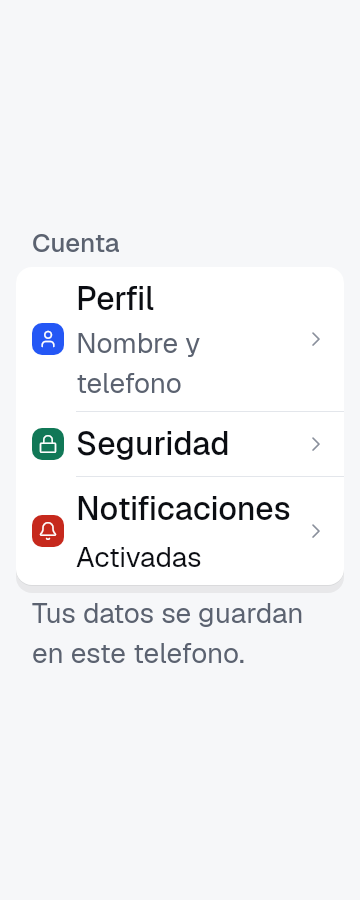 Cuenta
Perfil
Nombre y
telefono
Seguridad
Notificaciones
Activadas
Tus datos se guardan
en este telefono.